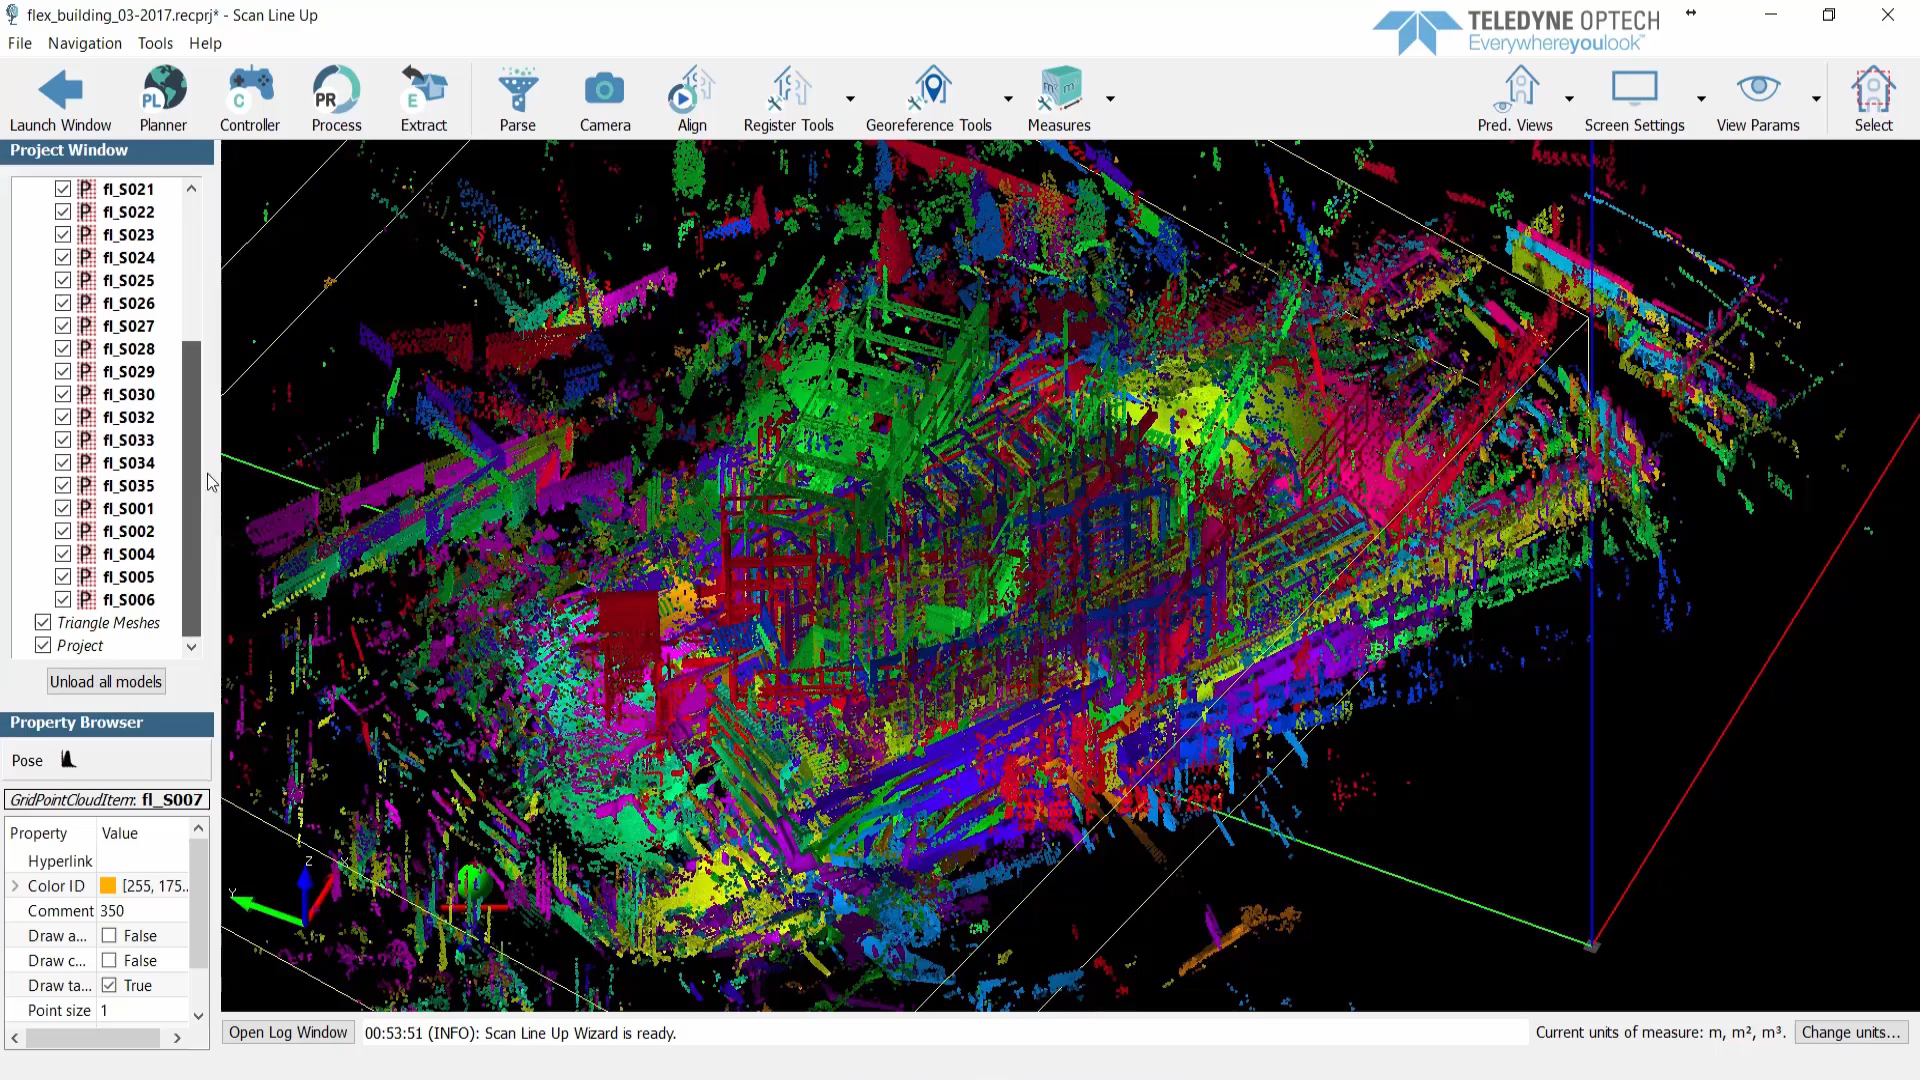 flex_building_03-2017.recprj* - Scan Line Up
TELEDYNE OPTECH
Everywhereyoulook™
File Navigation Tools Help
PL C PR E m² m³
Launch Window Planner Controller Process Extract Parse Camera Align Register Tools Georeference Tools Measures Pred. Views Screen Settings View Params Select
Project Window
P fl_S021
P fl_S022
P fl_S023
P fl_S024
P fl_S025
P fl_S026
P fl_S027
P fl_S028
P fl_S029
P fl_S030
P fl_S032
P fl_S033
P fl_S034
P fl_S035
P fl_S001
P fl_S002
P fl_S004
P fl_S005
P fl_S006
Triangle Meshes
Project
Unload all models
Property Browser
Pose
GridPointCloudItem: fl_S007
Property Value
Hyperlink
Color ID [255, 175..
Comment 350
Draw a... False
Draw c... False
Draw ta... True
Point size 1
Z
X
Y
Open Log Window 00:53:51 (INFO): Scan Line Up Wizard is ready. Current units of measure: m, m², m³. Change units...